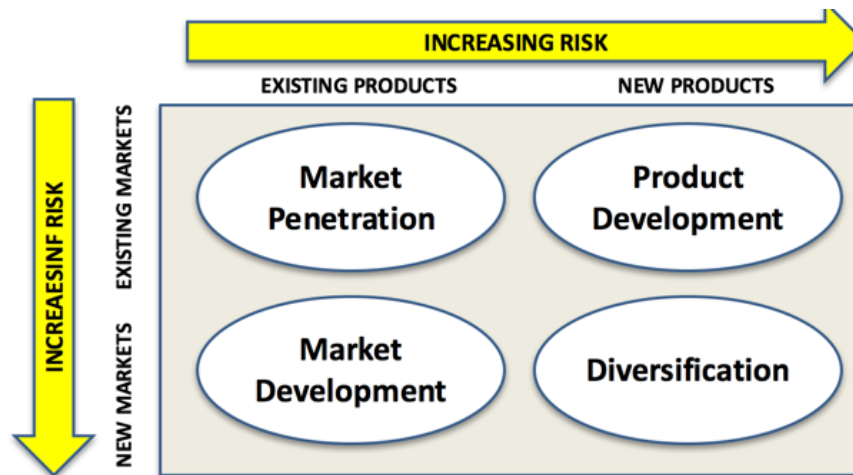 INCREASING RISK
EXISTING PRODUCTS
NEW PRODUCTS
INCREAESINF RISK
EXISTING MARKETS
Market
Penetration
Product
Development
NEW MARKETS
Market
Development
Diversification